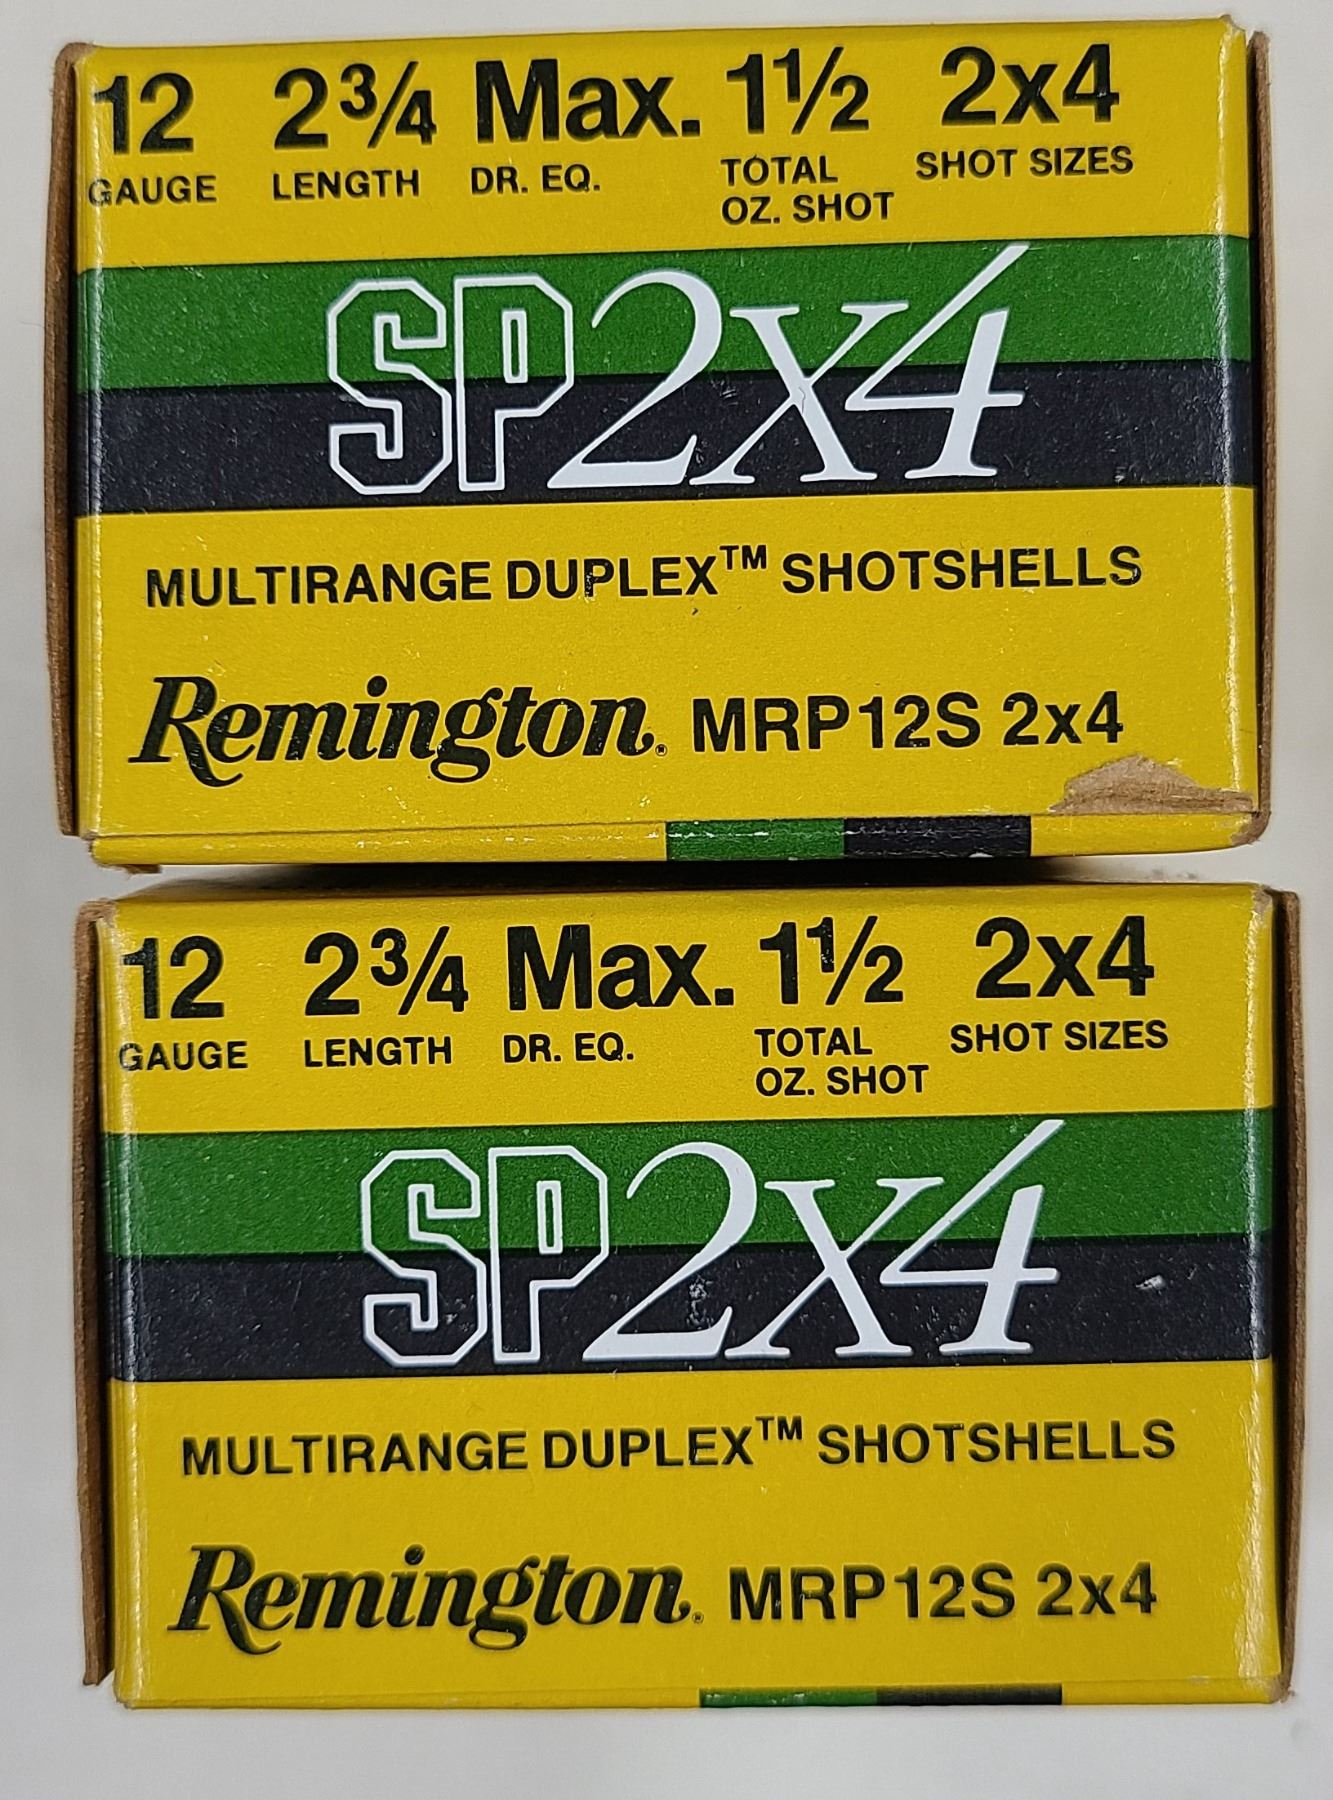 12 2¾ Max. 1½ 2x4
GAUGE LENGTH DR. EQ. TOTAL SHOT SIZES
OZ. SHOT
SP2x4
MULTIRANGE DUPLEX™ SHOTSHELLS
Remington® MRP12S 2x4
12 2¾ Max. 1½ 2x4
GAUGE LENGTH DR. EQ. TOTAL SHOT SIZES
OZ. SHOT
SP2x4
MULTIRANGE DUPLEX™ SHOTSHELLS
Remington® MRP12S 2x4